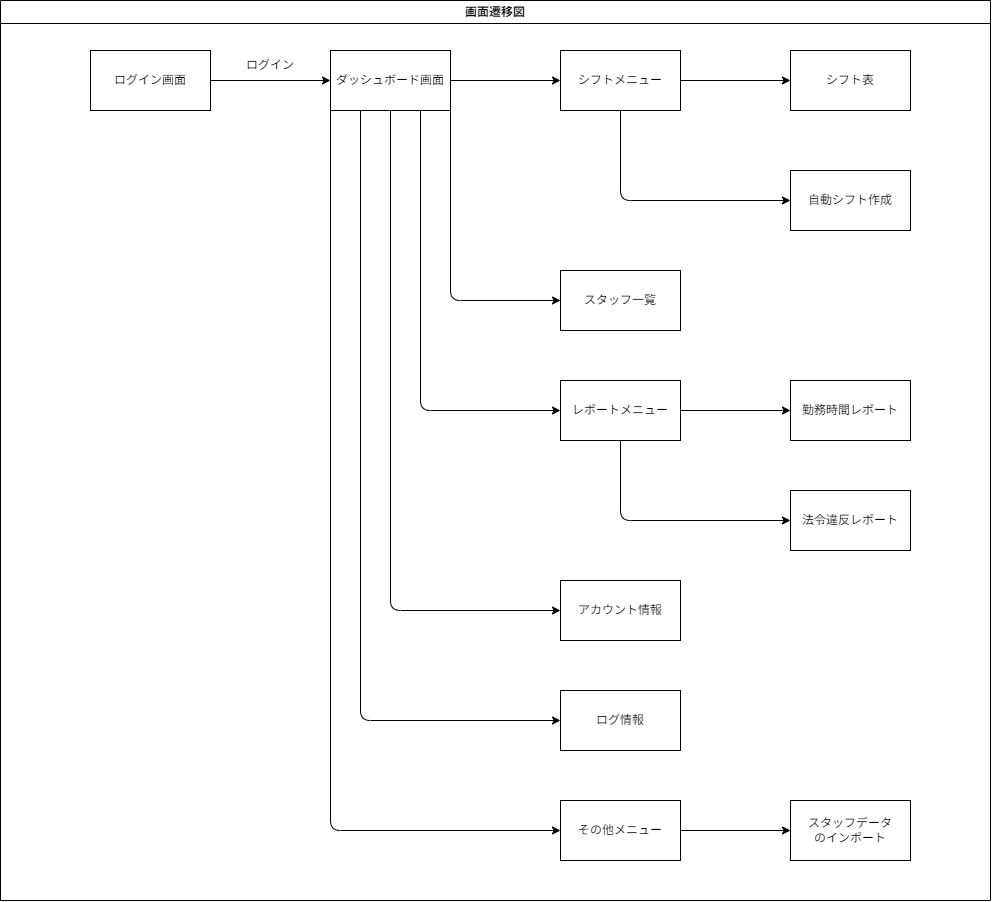 画面遷移図
ログイン画面
ログイン
ダッシュボード画面
シフトメニュー
シフト表
自動シフト作成
スタッフ一覧
レポートメニュー
勤務時間レポート
法令違反レポート
アカウント情報
ログ情報
その他メニュー
スタッフデータ
のインポート